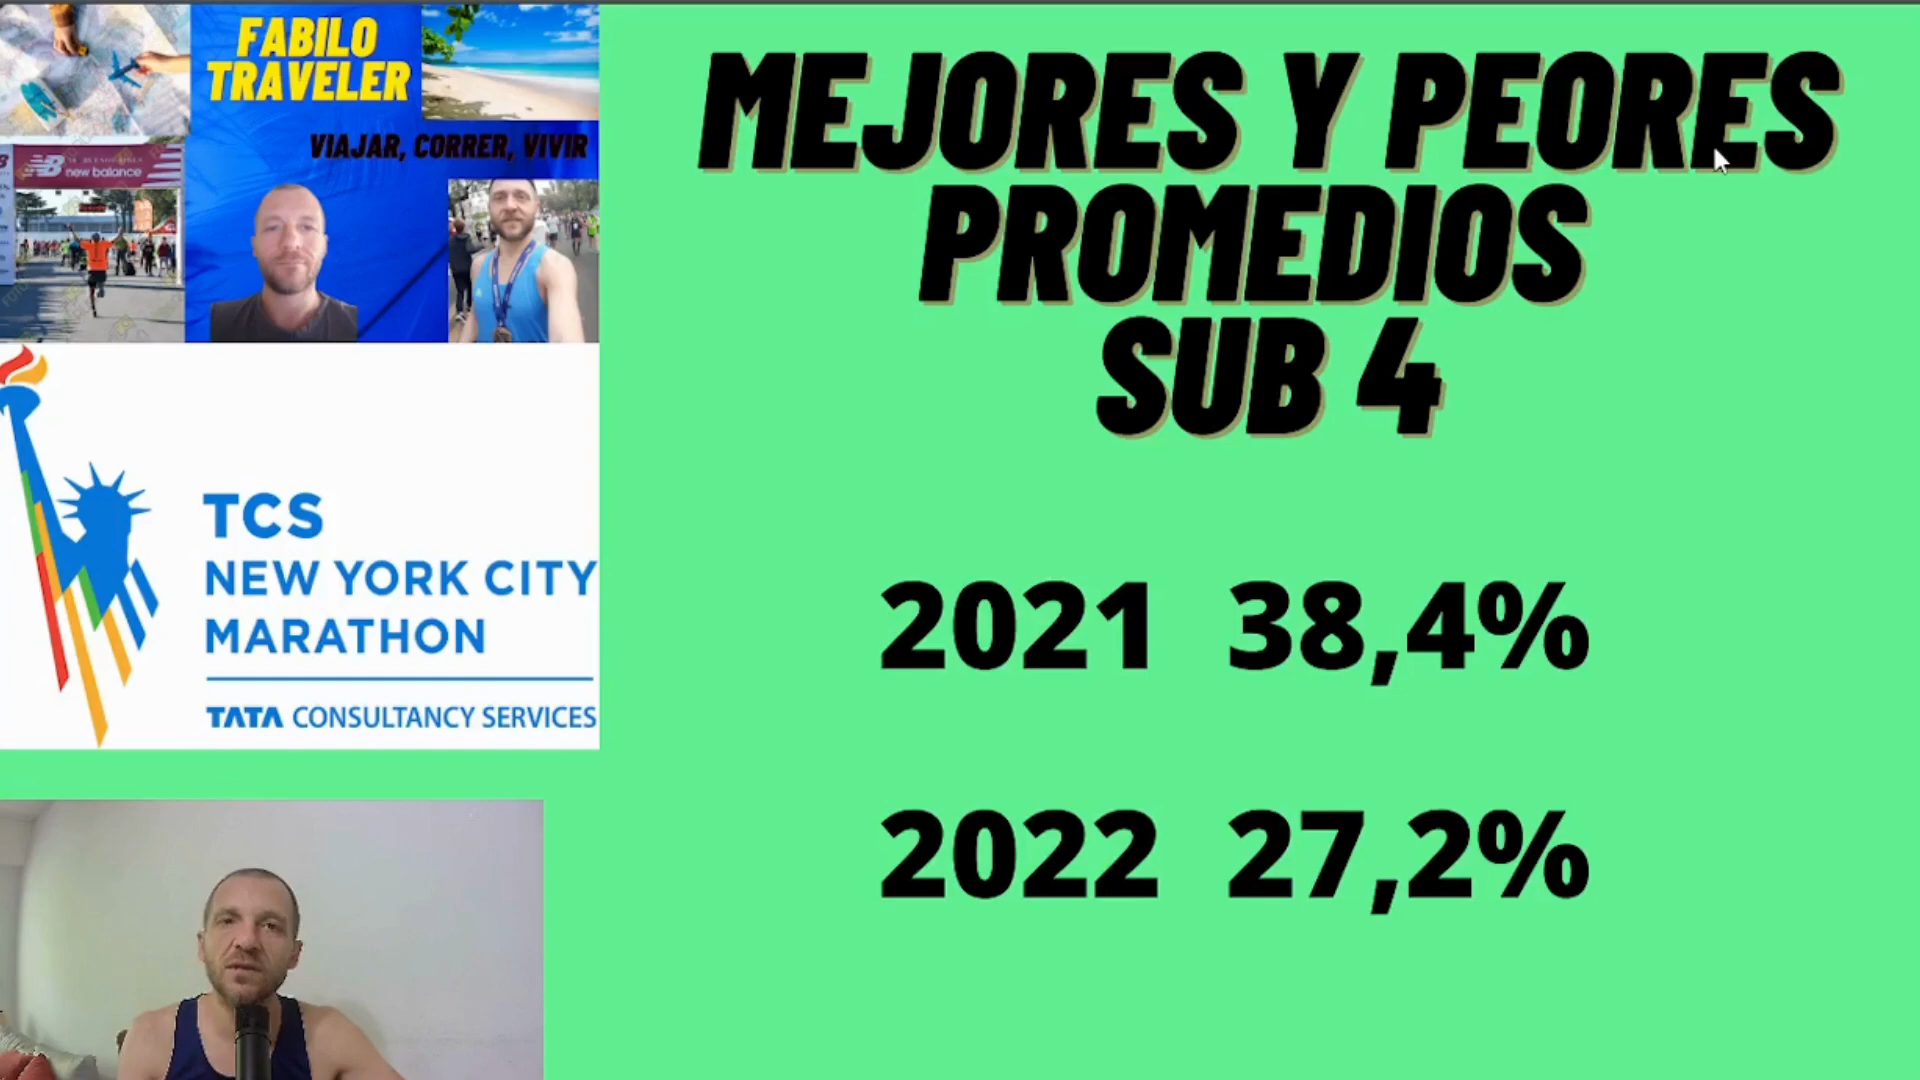 FABILO
TRAVELER
VIAJAR, CORRER, VIVIR
new balance
MEJORES Y PEORES
PROMEDIOS
SUB 4
TCS
NEW YORK CITY
MARATHON
TATA CONSULTANCY SERVICES
2021 38,4%
2022 27,2%